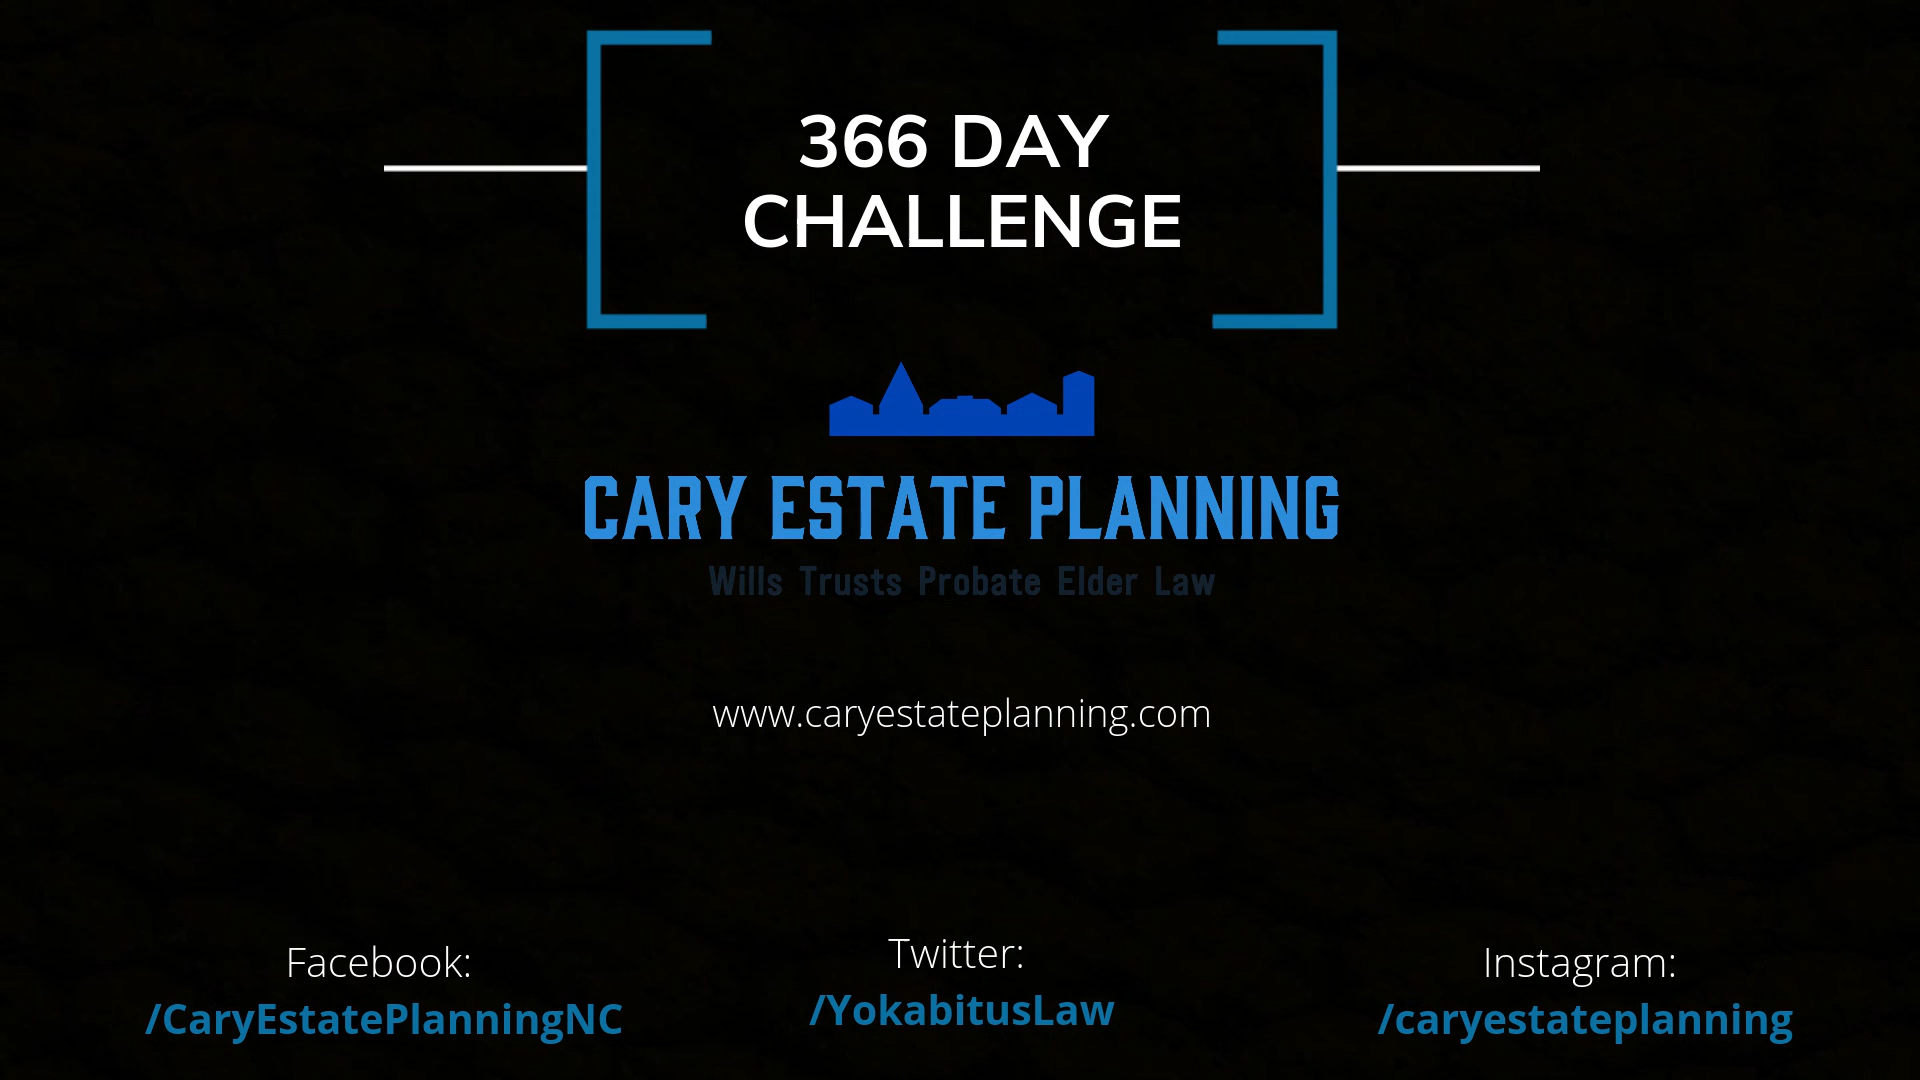 366 DAY
CHALLENGE
CARY ESTATE PLANNING
Wills Trusts Probate Elder Law
www.caryestateplanning.com
Facebook:
/CaryEstatePlanningNC
Twitter:
/YokabitusLaw
Instagram:
/caryestateplanning